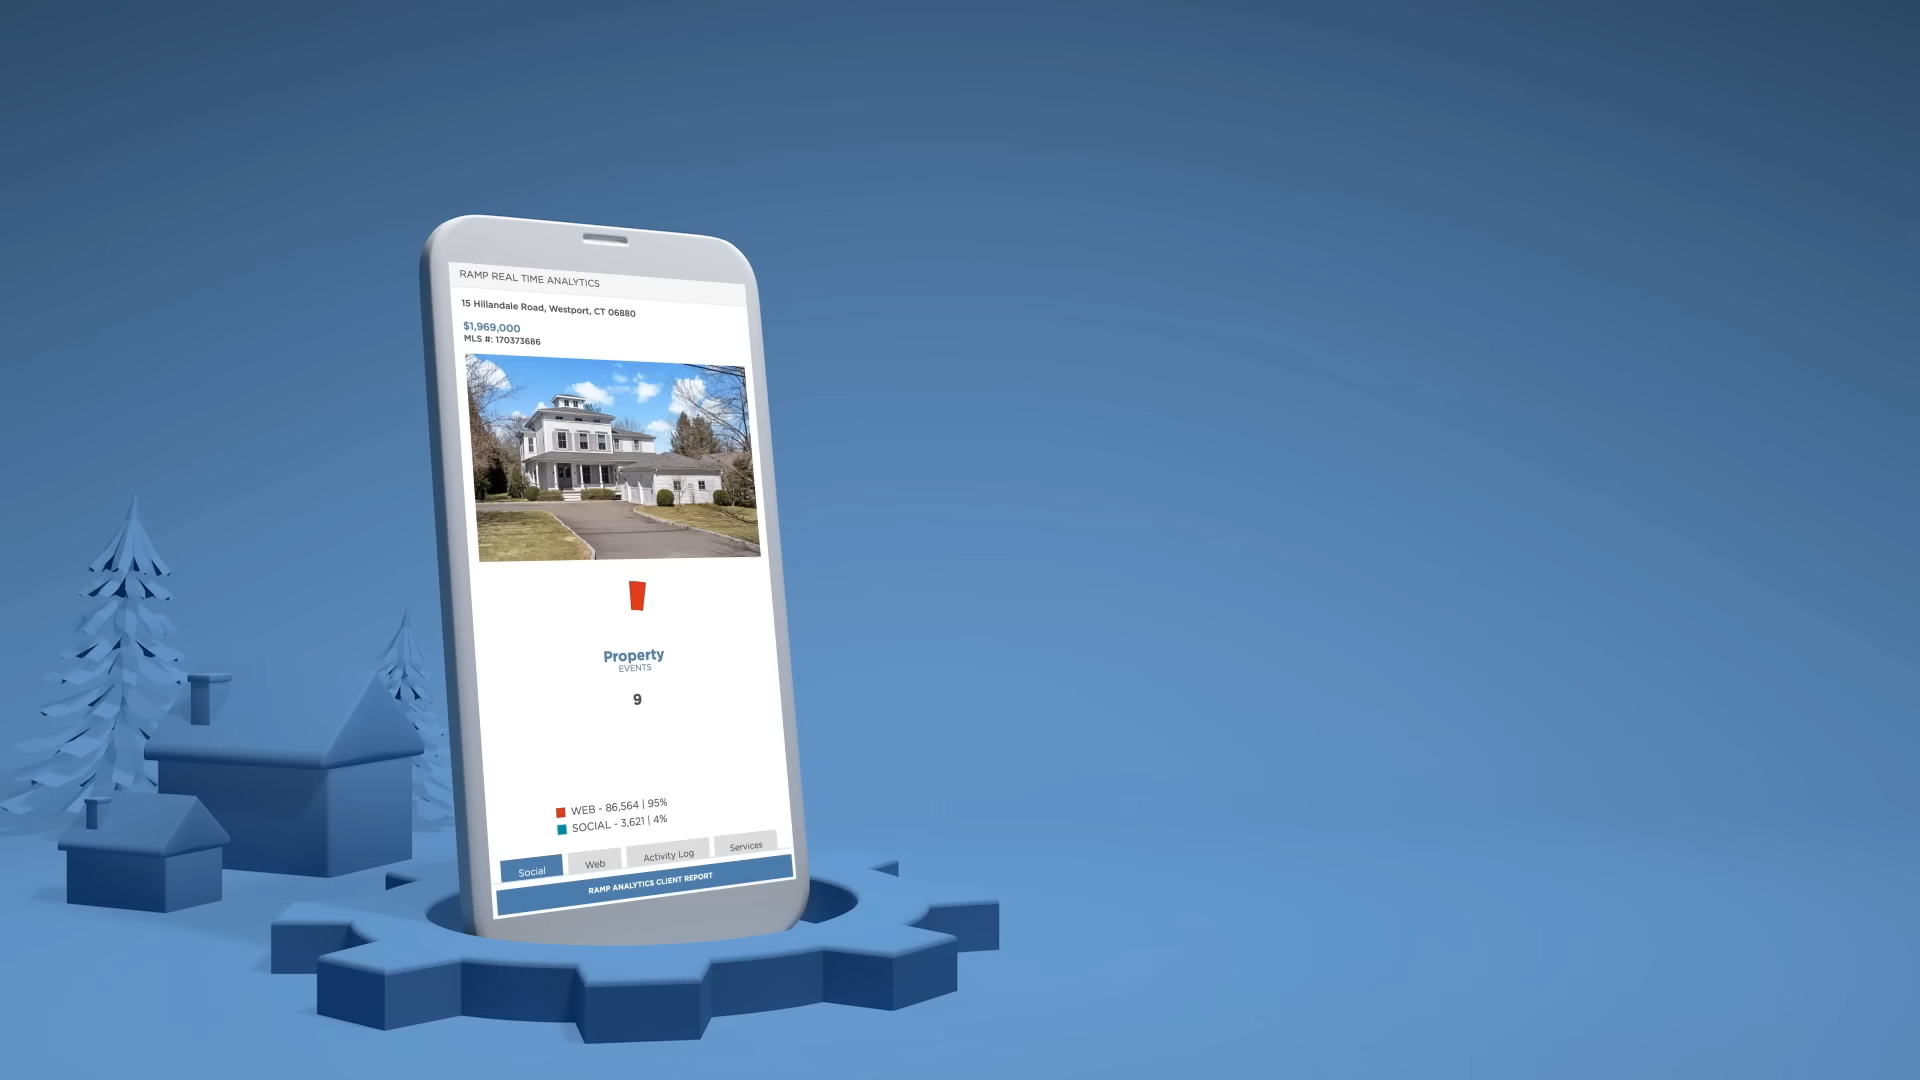 RAMP REAL TIME ANALYTICS
15 Hillandale Road, Westport, CT 06880
$1,969,000
MLS #: 170373686
Property
EVENTS
9
WEB - 86,564 | 95%
SOCIAL - 3,621 | 4%
Social Web Activity Log Services
RAMP ANALYTICS CLIENT REPORT